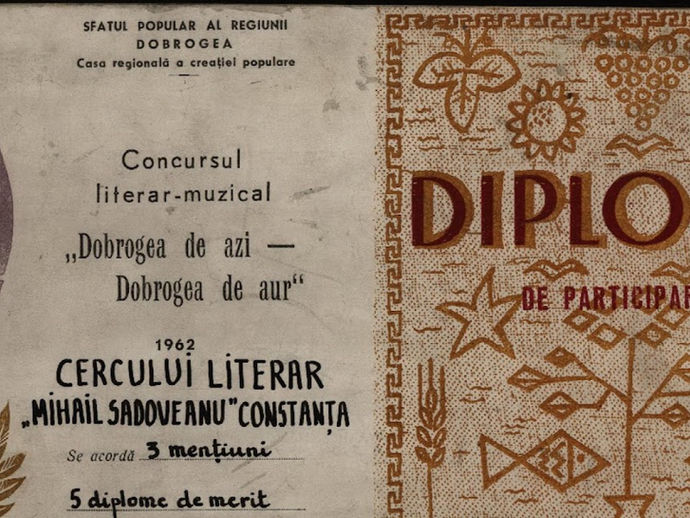 SFATUL POPULAR AL REGIUNII
DOBROGEA
Casa regională a creației populare
Concursul
literar-muzical
„Dobrogea de azi —
Dobrogea de aur“
1962
CERCULUI LITERAR
„MIHAIL SADOVEANU" CONSTANȚA
Se acordă 3 mențiuni
5 diplome de merit
DIPLO
DE PARTICIPAR